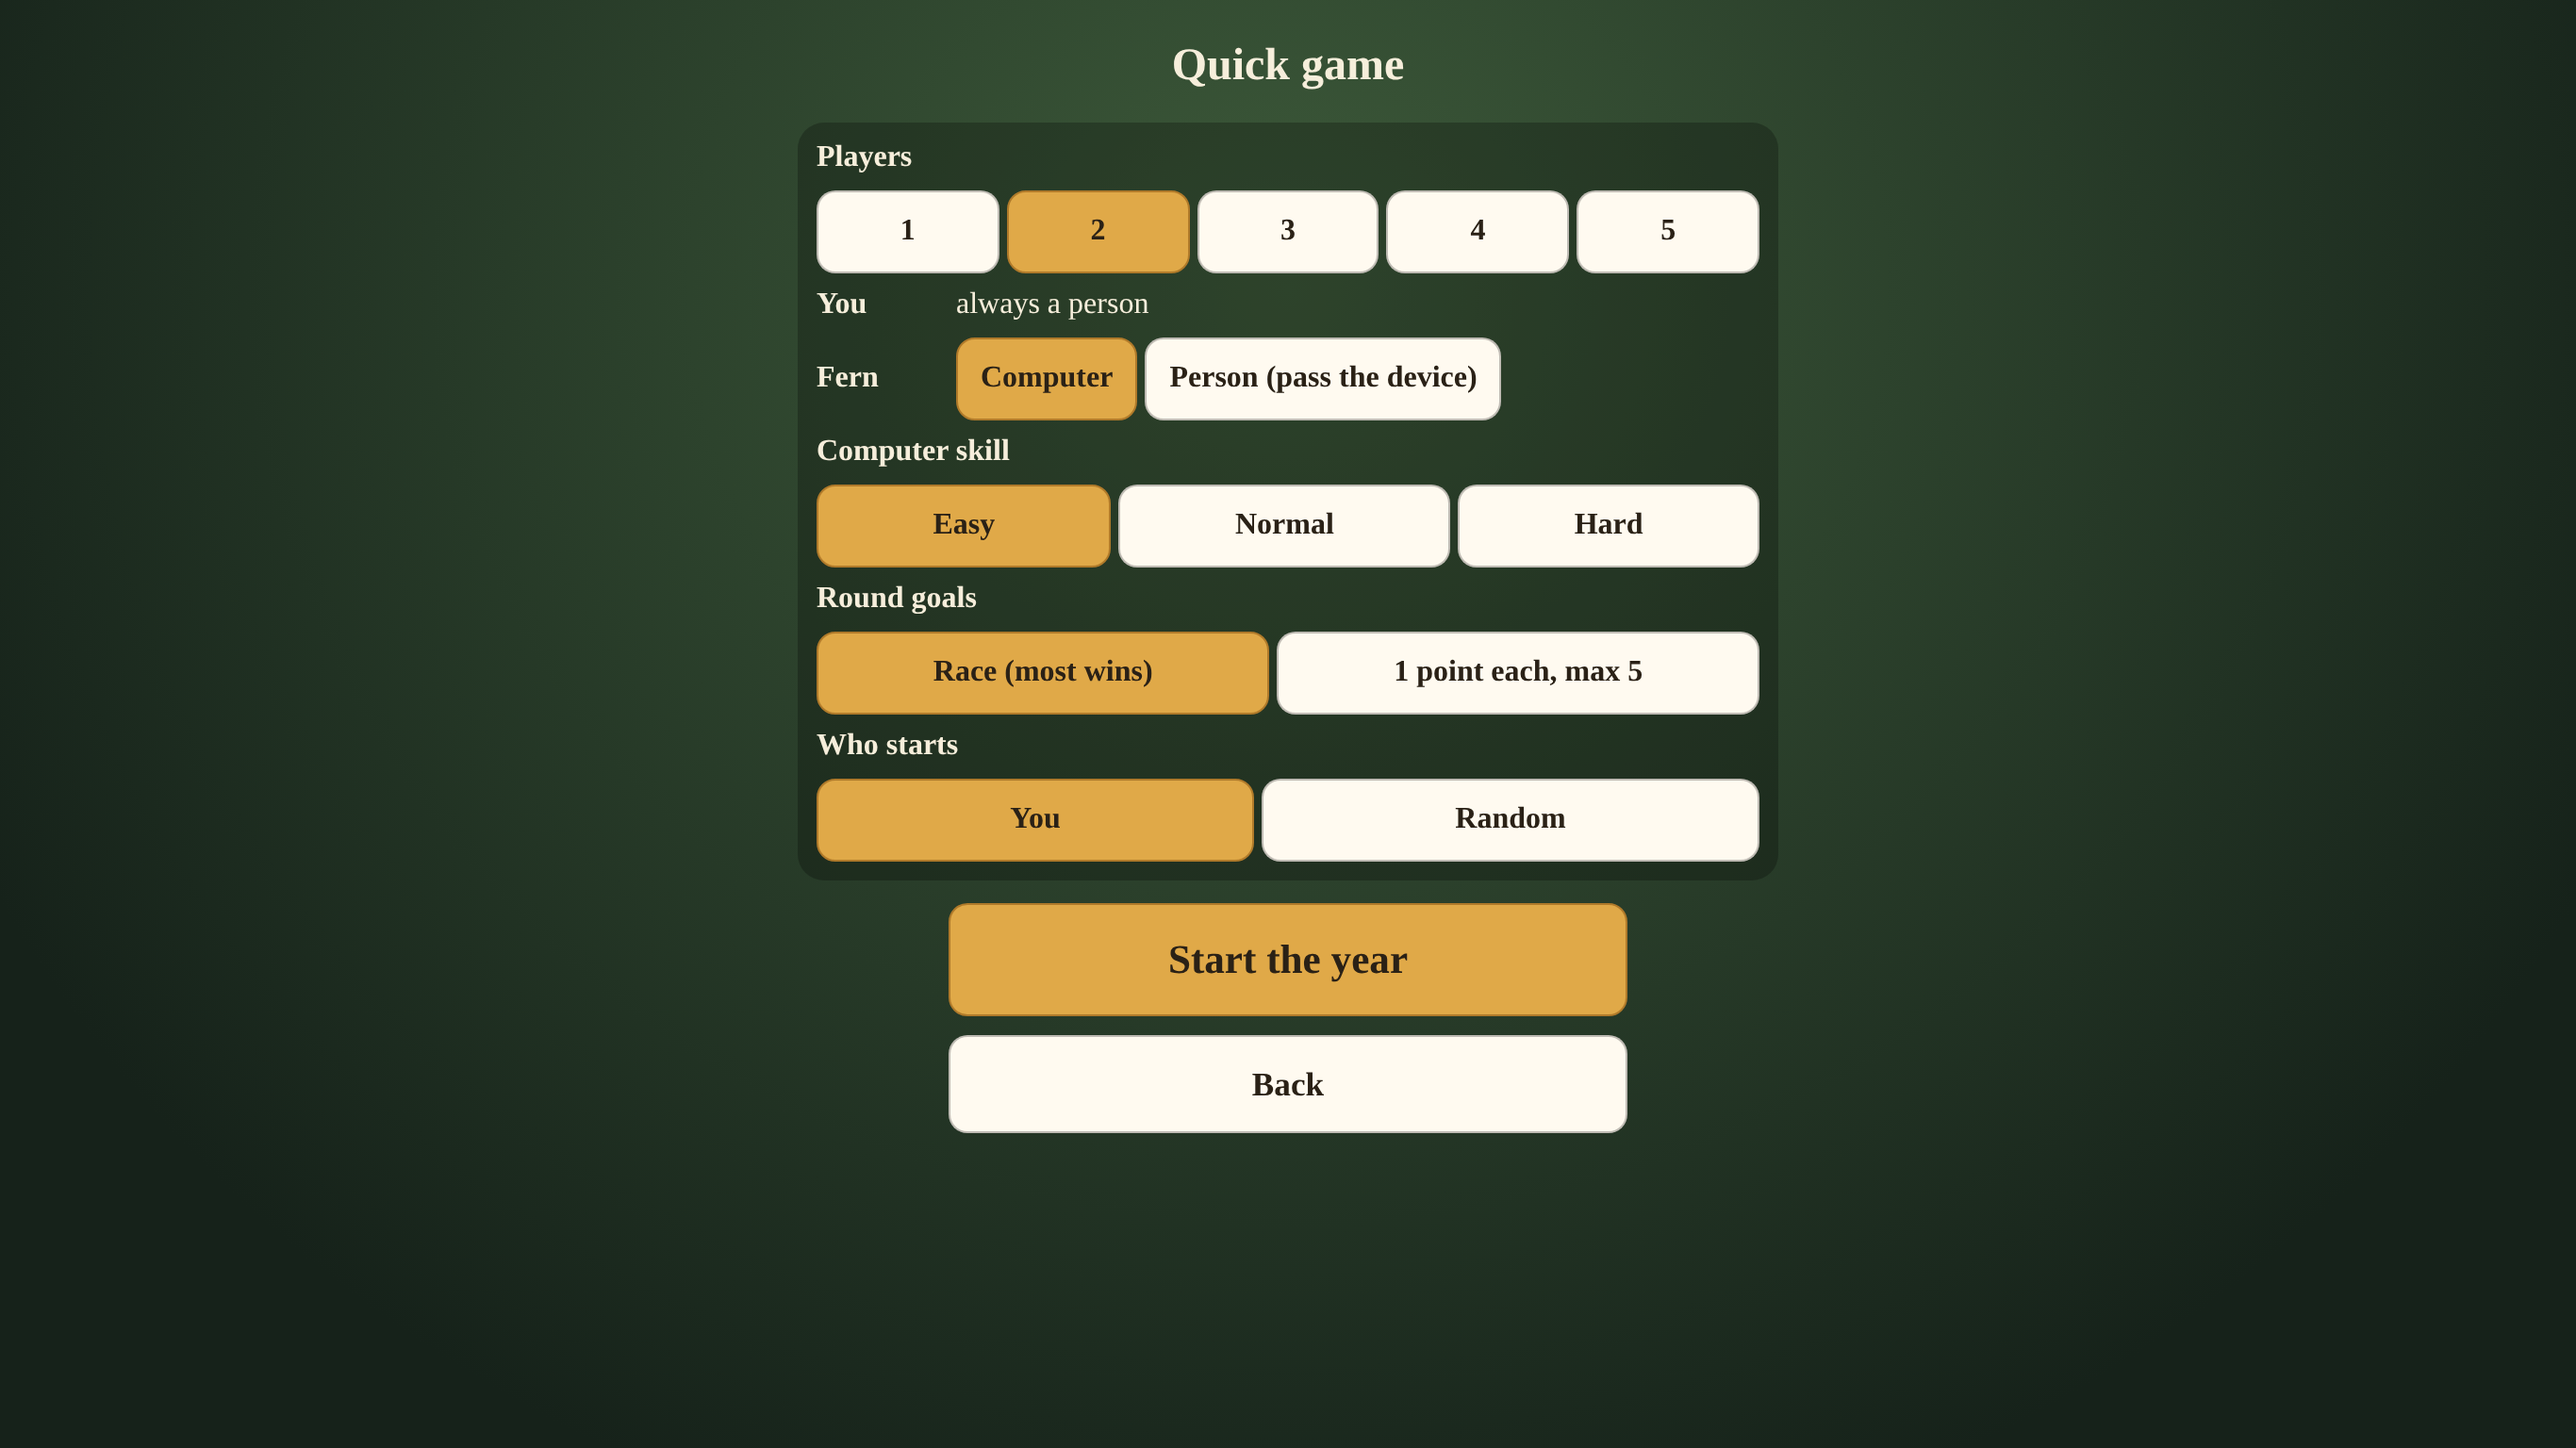 Quick game
Players
1 2 3 4 5
You always a person
Fern Computer Person (pass the device)
Computer skill
Easy Normal Hard
Round goals
Race (most wins) 1 point each, max 5
Who starts
You Random
Start the year
Back